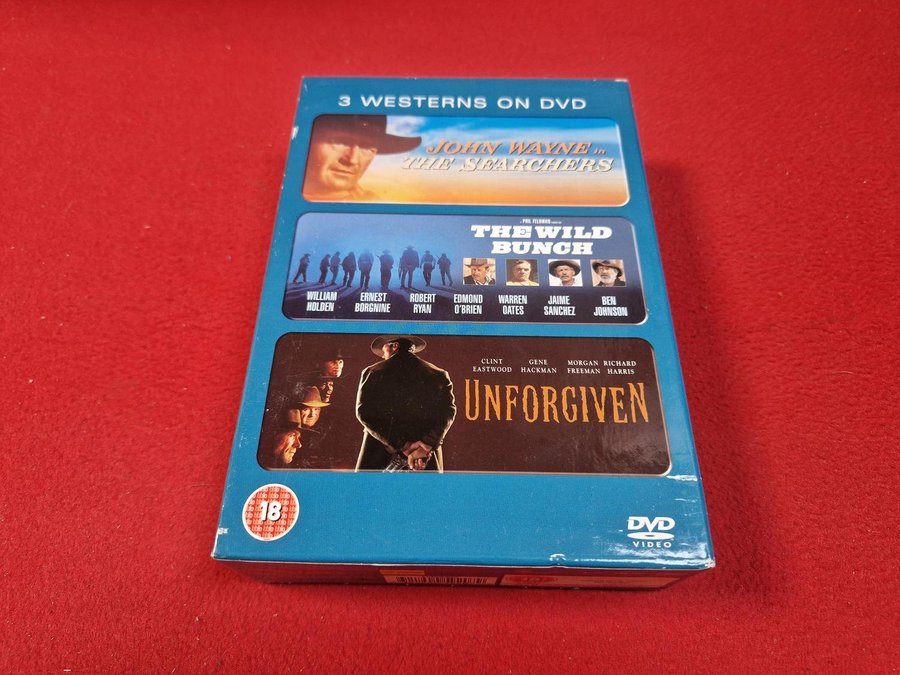 3 WESTERNS ON DVD
JOHN WAYNE in
THE SEARCHERS
THE WILD
BUNCH
WILLIAM HOLDEN
ERNEST BORGNINE
ROBERT RYAN
EDMOND O'BRIEN
WARREN OATES
JAIME SANCHEZ
BEN JOHNSON
CLINT EASTWOOD
GENE HACKMAN
MORGAN FREEMAN
RICHARD HARRIS
UNFORGIVEN
18
DVD
VIDEO